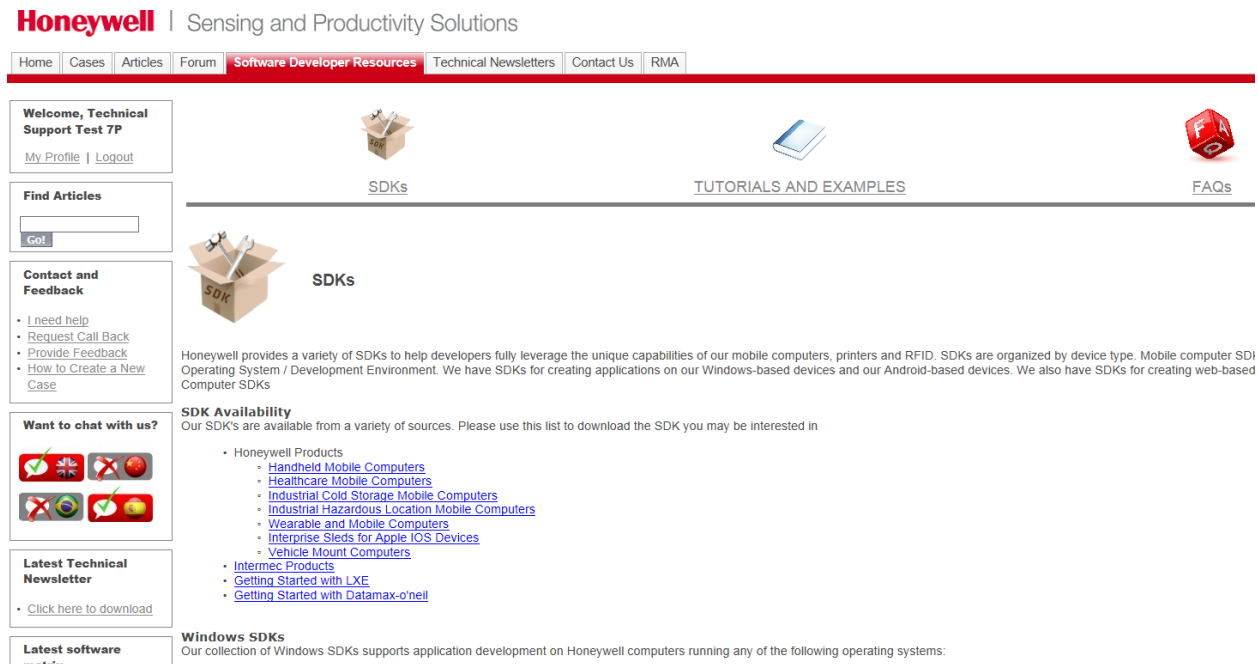 Honeywell | Sensing and Productivity Solutions
Home Cases Articles Forum Software Developer Resources Technical Newsletters Contact Us RMA
Welcome, Technical
Support Test 7P
My Profile | Logout
Find Articles
Go!
Contact and
Feedback
• I need help
• Request Call Back
• Provide Feedback
• How to Create a New
Case
Want to chat with us?
Latest Technical
Newsletter
• Click here to download
Latest software
matrix
SDK
SDKs
TUTORIALS AND EXAMPLES
F A Q
FAQs
SDK
SDKs
Honeywell provides a variety of SDKs to help developers fully leverage the unique capabilities of our mobile computers, printers and RFID. SDKs are organized by device type. Mobile computer SDK
Operating System / Development Environment. We have SDKs for creating applications on our Windows-based devices and our Android-based devices. We also have SDKs for creating web-based
Computer SDKs
SDK Availability
Our SDK's are available from a variety of sources. Please use this list to download the SDK you may be interested in
• Honeywell Products
◦ Handheld Mobile Computers
◦ Healthcare Mobile Computers
◦ Industrial Cold Storage Mobile Computers
◦ Industrial Hazardous Location Mobile Computers
◦ Wearable and Mobile Computers
◦ Interprise Sleds for Apple IOS Devices
◦ Vehicle Mount Computers
• Intermec Products
• Getting Started with LXE
• Getting Started with Datamax-o'neil
Windows SDKs
Our collection of Windows SDKs supports application development on Honeywell computers running any of the following operating systems: